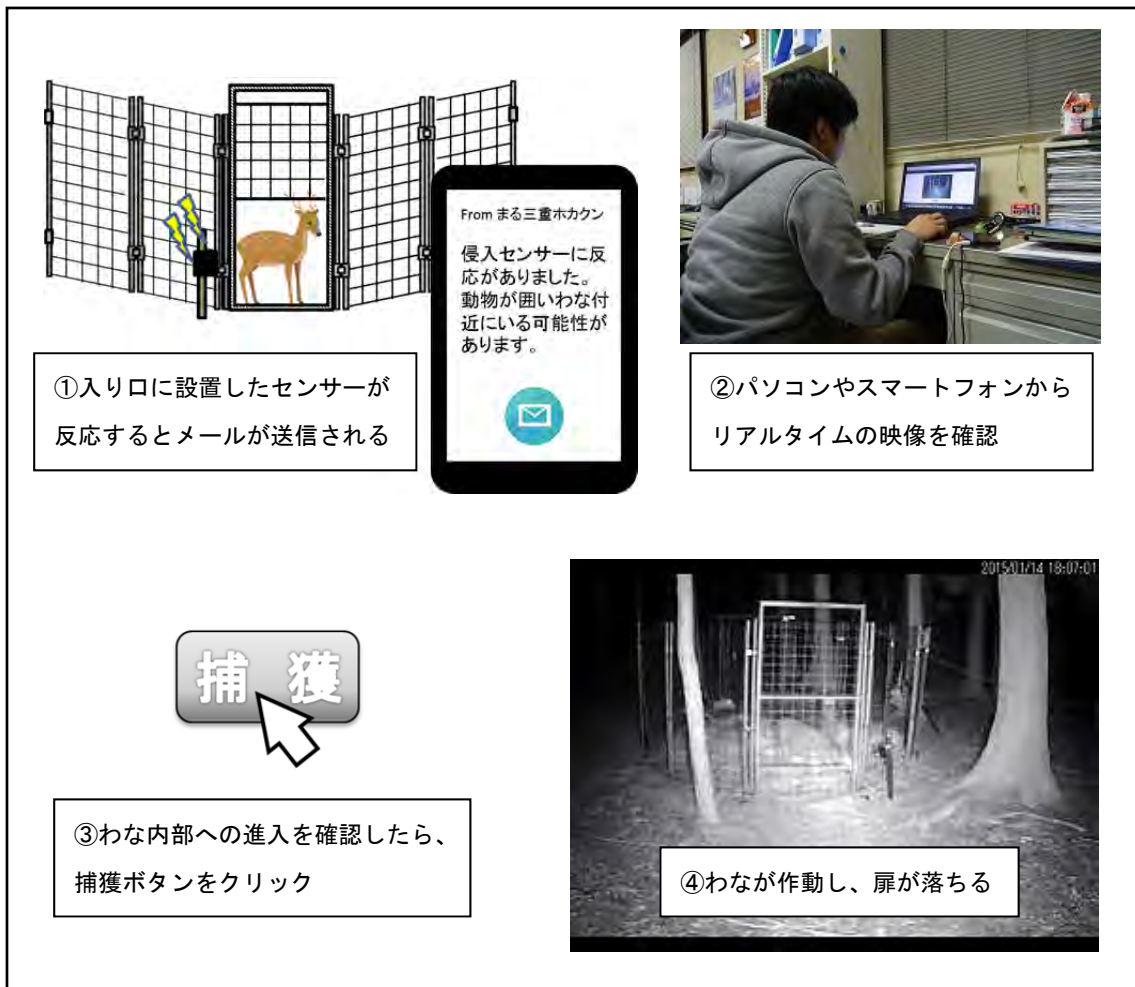 From まる三重ホカクン
侵入センサーに反
応がありました。
動物が囲いわな付
近にいる可能性が
あります。
①入り口に設置したセンサーが
反応するとメールが送信される
②パソコンやスマートフォンから
リアルタイムの映像を確認
捕 獲
③わな内部への進入を確認したら、
捕獲ボタンをクリック
2015/01/14 18:07:01
④わなが作動し、扉が落ちる